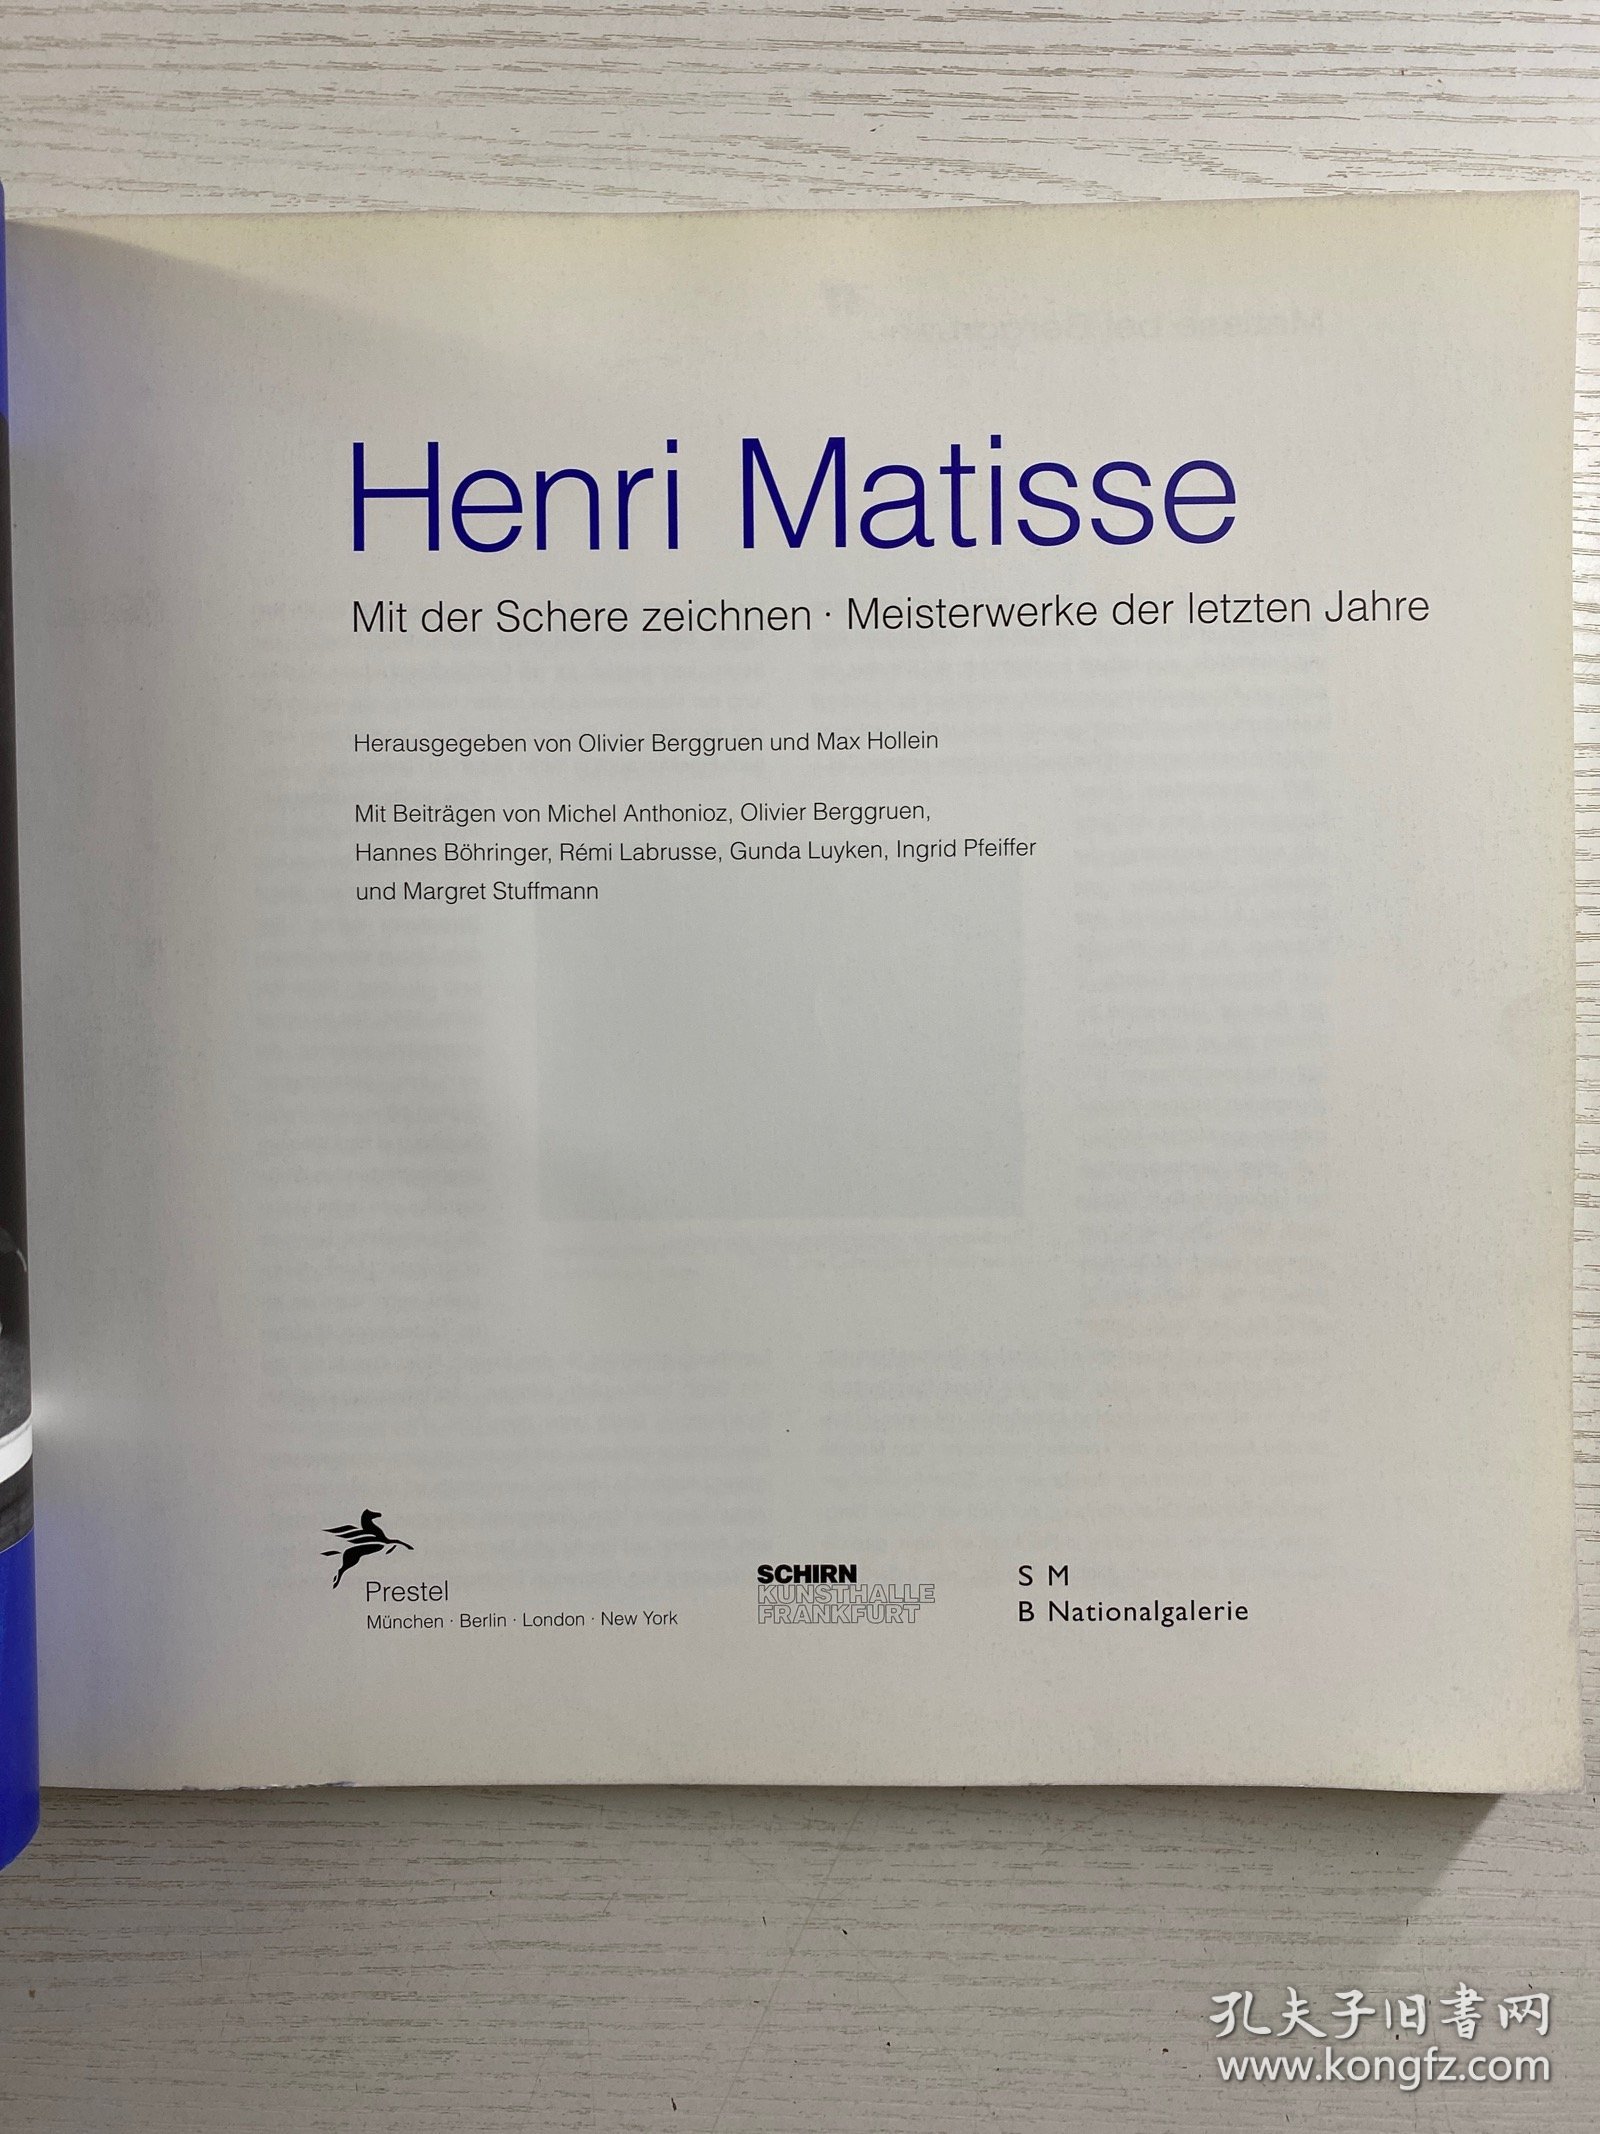 Henri Matisse
Mit der Schere zeichnen · Meisterwerke der letzten Jahre
Herausgegeben von Olivier Berggruen und Max Hollein
Mit Beiträgen von Michel Anthonioz, Olivier Berggruen,
Hannes Böhringer, Rémi Labrusse, Gunda Luyken, Ingrid Pfeiffer
und Margret Stuffmann
Prestel
München · Berlin · London · New York
SCHIRN
KUNSTHALLE
FRANKFURT
S M
B Nationalgalerie
孔夫子旧书网
www.kongfz.com